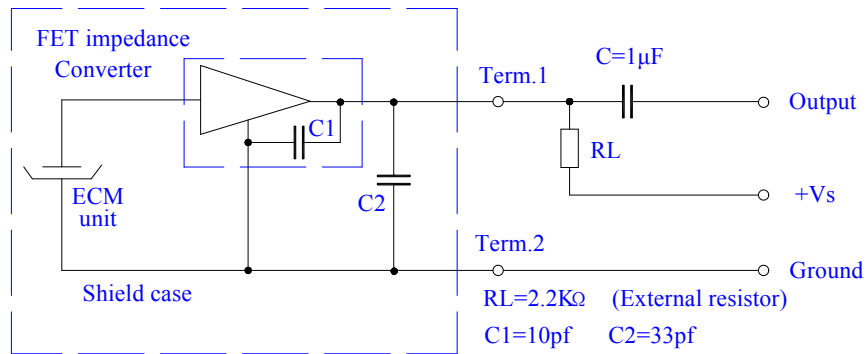 FET impedance
Converter
C1
C2
ECM
unit
Shield case
Term.1
C=1μF
Output
RL
+Vs
Term.2
Ground
RL=2.2KΩ (External resistor)
C1=10pf C2=33pf